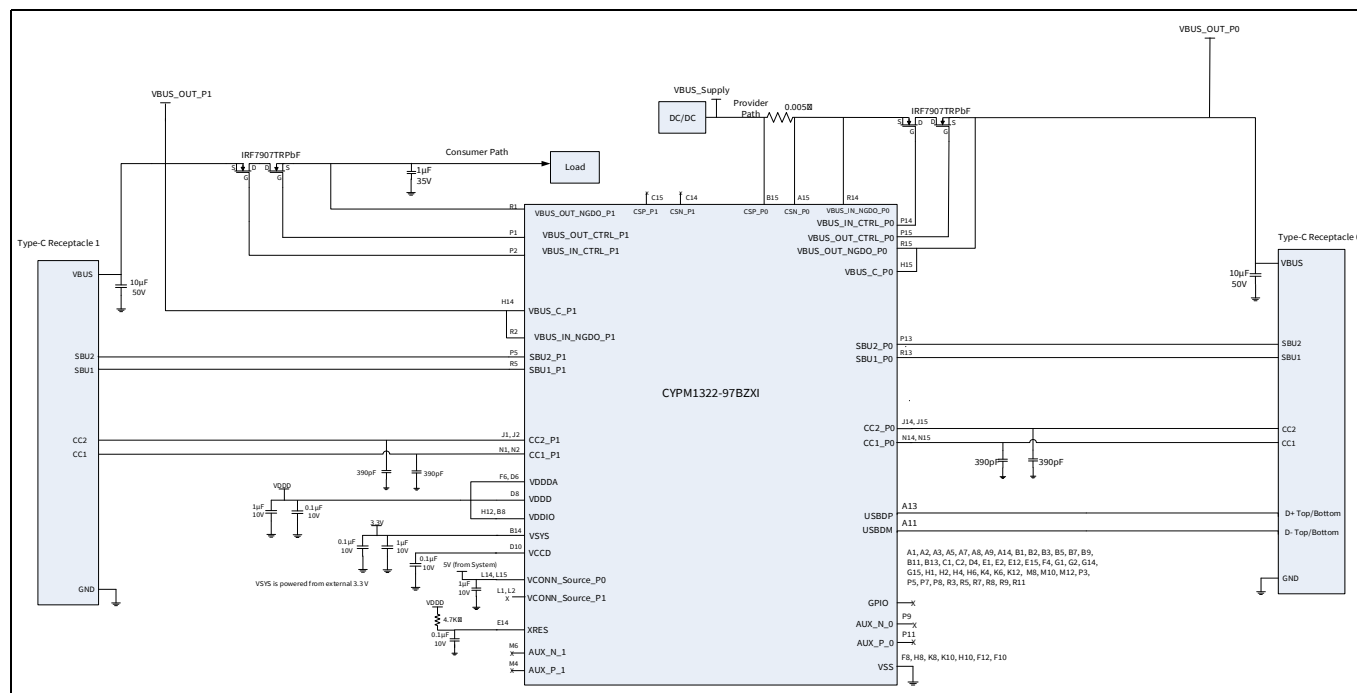 VBUS_OUT_P0
VBUS_OUT_P1
VBUS_Supply
DC/DC
Provider
Path
0.005
IRF7907TRPbF
S D D S
G G
IRF7907TRPbF
S D D S
G G
Consumer Path
Load
1µF
35V
C15
C14
B15
A15
R14
CSP_P1
CSN_P1
CSP_P0
CSN_P0
VBUS_IN_NGDO_P0
R1
VBUS_OUT_NGDO_P1
P1
VBUS_OUT_CTRL_P1
P2
VBUS_IN_CTRL_P1
VBUS_IN_CTRL_P0
P14
VBUS_OUT_CTRL_P0
P15
VBUS_OUT_NGDO_P0
R15
VBUS_C_P0
H15
Type-C Receptacle 1
VBUS
10µF
50V
SBU2
SBU1
CC2
CC1
GND
H14
VBUS_C_P1
R2
VBUS_IN_NGDO_P1
P5
SBU2_P1
R5
SBU1_P1
CYPM1322-97BZXI
J1, J2
CC2_P1
N1, N2
CC1_P1
390pF
390pF
F6, D6
VDDDA
VDDD
D8
VDDD
1µF
10V
0.1µF
10V
H12, B8
VDDIO
3.3V
B14
VSYS
0.1µF
10V
1µF
10V
D10
VCCD
0.1µF
10V
VSYS is powered from external 3.3 V
5V (from System)
L14, L15
VCONN_Source_P0
1µF
10V
L1, L2
x
VCONN_Source_P1
VDDD
4.7K
E14
XRES
0.1µF
10V
M6
x
AUX_N_1
M4
x
AUX_P_1
SBU2_P0
P13
SBU1_P0
R13
CC2_P0
J14, J15
CC1_P0
N14, N15
390pF
390pF
USBDP
A13
USBDM
A11
A1, A2, A3, A5, A7, A8, A9, A14, B1, B2, B3, B5, B7, B9,
B11, B13, C1, C2, D4, E1, E2, E12, E15, F4, G1, G2, G14,
G15, H1, H2, H4, H6, K4, K6, K12, M8, M10, M12, P3,
P5, P7, P8, R3, R5, R7, R8, R9, R11
GPIO
x
AUX_N_0
P9
x
AUX_P_0
P11
x
F8, H8, K8, K10, H10, F12, F10
VSS
Type-C Receptacle
VBUS
10µF
50V
SBU2
SBU1
CC2
CC1
D+ Top/Bottom
D- Top/Bottom
GND